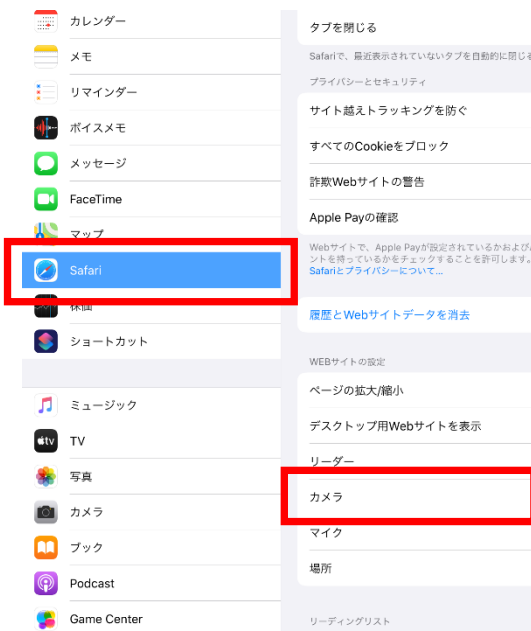 カレンダー
メモ
リマインダー
ボイスメモ
メッセージ
FaceTime
マップ
Safari
株価
ショートカット
ミュージック
tv
TV
写真
カメラ
ブック
Podcast
Game Center
タブを閉じる
Safariで、最近表示されていないタブを自動的に閉じる
プライバシーとセキュリティ
サイト越えトラッキングを防ぐ
すべてのCookieをブロック
詐欺Webサイトの警告
Apple Payの確認
Webサイトで、Apple Payが設定されているかおよび
ントを持っているかをチェックすることを許可します。
Safariとプライバシーについて...
履歴とWebサイトデータを消去
WEBサイトの設定
ページの拡大/縮小
デスクトップ用Webサイトを表示
リーダー
カメラ
マイク
場所
リーディングリスト